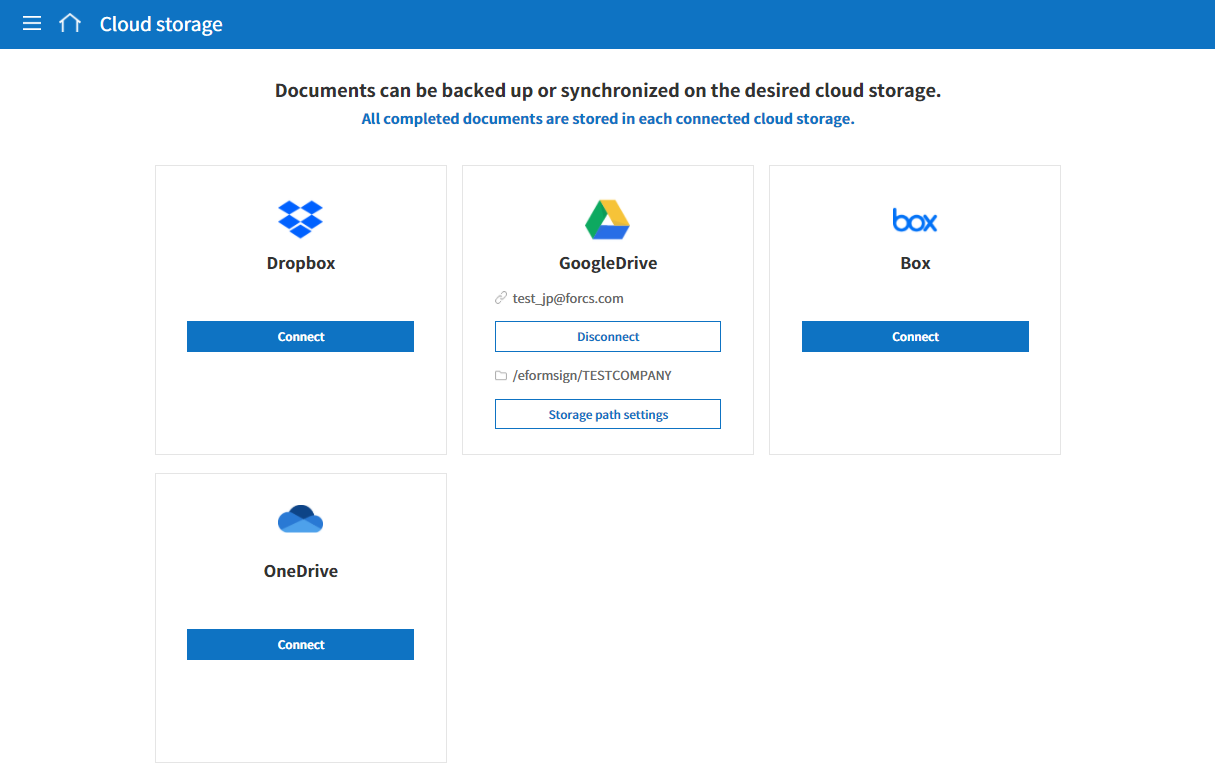 Cloud storage
Documents can be backed up or synchronized on the desired cloud storage.
All completed documents are stored in each connected cloud storage.
Dropbox
Connect
GoogleDrive
test_jp@forcs.com
Disconnect
/eformsign/TESTCOMPANY
Storage path settings
box
Box
Connect
OneDrive
Connect